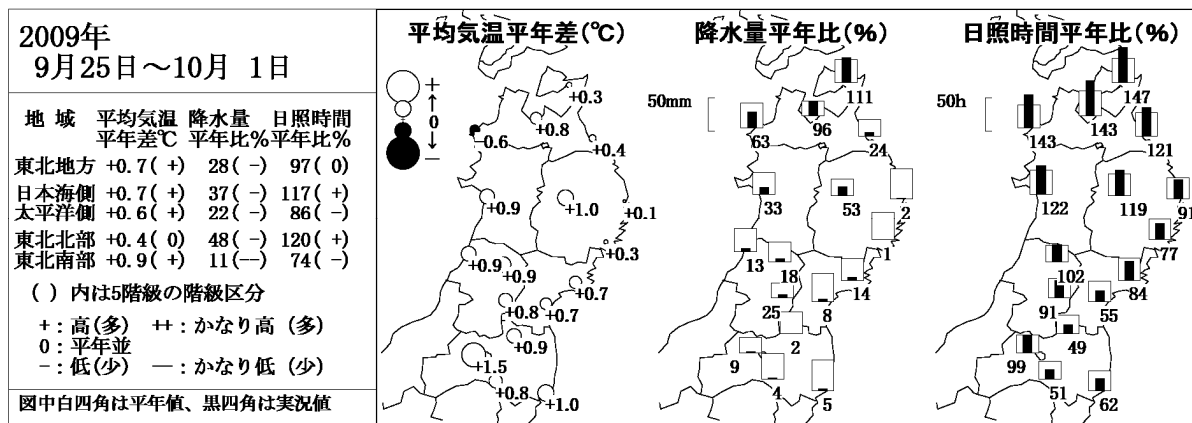 2009年
9月25日～10月 1日
地 域 平均気温 降水量 日照時間
平年差℃ 平年比% 平年比%
東北地方 +0.7( +) 28( -) 97( 0)
日本海側 +0.7( +) 37( -) 117( +)
太平洋側 +0.6( +) 22( -) 86( -)
東北北部 +0.4( 0) 48( -) 120( +)
東北南部 +0.9( +) 11(--) 74( -)
( ) 内は5階級の階級区分
+ : 高(多) ++ : かなり高 (多)
0 : 平年並
- : 低(少) -- : かなり低 (少)
図中白四角は平年値、黒四角は実況値
平均気温平年差(℃)
+
↑
0
↓
-
+0.3
+0.8
-0.6
+0.4
+0.9
+1.0
+0.1
+0.3
+0.9
+0.9
+0.7
+0.8
+0.7
+0.9
+1.5
+0.8
+1.0
降水量平年比(%)
50mm
111
96
63
24
33
53
2
1
13
18
14
25
8
2
9
4
5
日照時間平年比(%)
50h
147
143
143
121
122
119
91
77
102
84
91
55
49
99
51
62